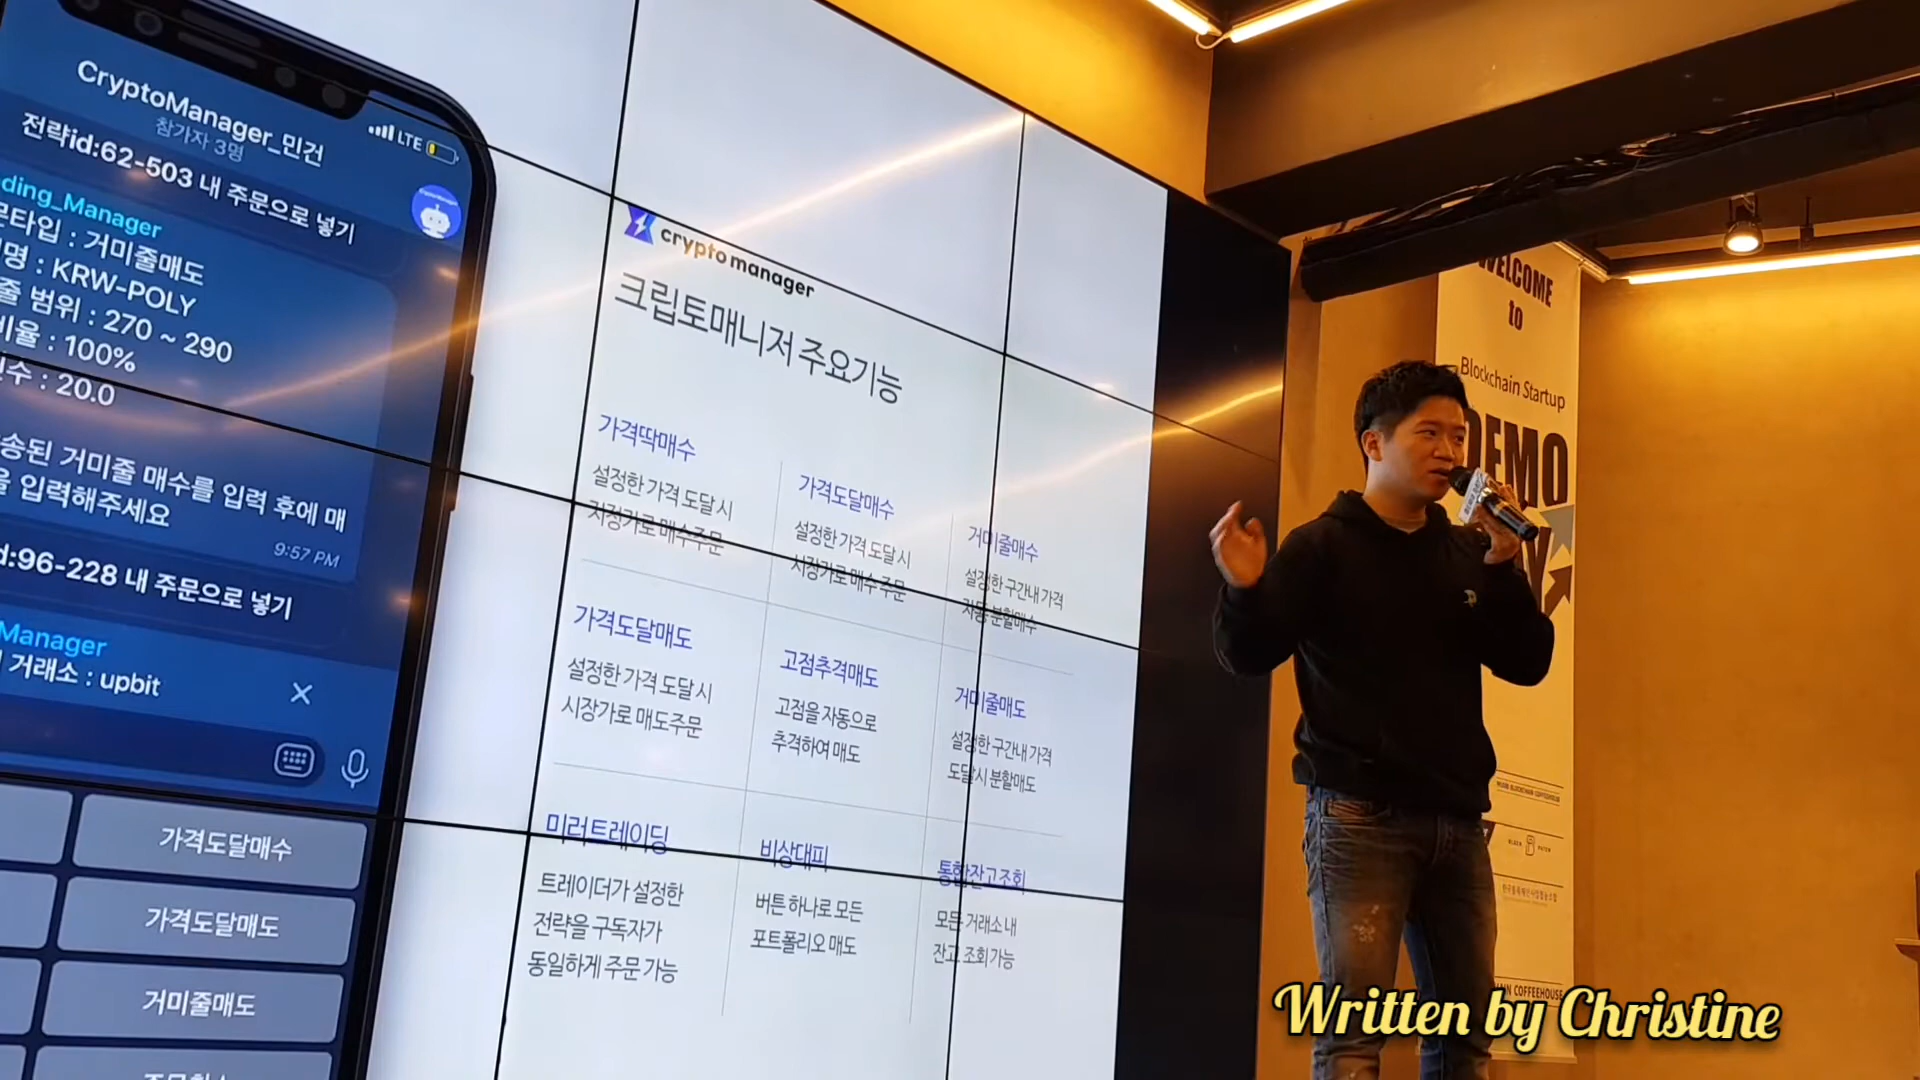 CryptoManager_민건
참가자 3명
LTE
전략id:62-503 내 주문으로 넣기
ding_Manager
타입 : 거미줄매도
명 : KRW-POLY
줄 범위 : 270 ~ 290
비율 : 100%
수 : 20.0
송된 거미줄 매수를 입력 후에 매
을 입력해주세요
9:57 PM
d:96-228 내 주문으로 넣기
Manager
거래소 : upbit
가격도달매수
가격도달매도
거미줄매도
crypto manager
크립토매니저 주요기능
가격딱매수
설정한 가격 도달 시
지정가로 매수주문
가격도달매수
설정한 가격 도달 시
시장가로 매수 주문
거미줄매수
설정한 구간내 가격
자동 분할매수
가격도달매도
설정한 가격 도달 시
시장가로 매도주문
고점추격매도
고점을 자동으로
추격하여 매도
거미줄매도
설정한 구간내 가격
도달시 분할매도
미러트레이딩
트레이더가 설정한
전략을 구독자가
동일하게 주문 가능
비상대피
버튼 하나로 모든
포트폴리오 매도
통합잔고조회
모든 거래소 내
잔고 조회 가능
WELCOME
to
Blockchain Startup
DEMO
Y
AIN COFFEEHOUSE
Written by Christine